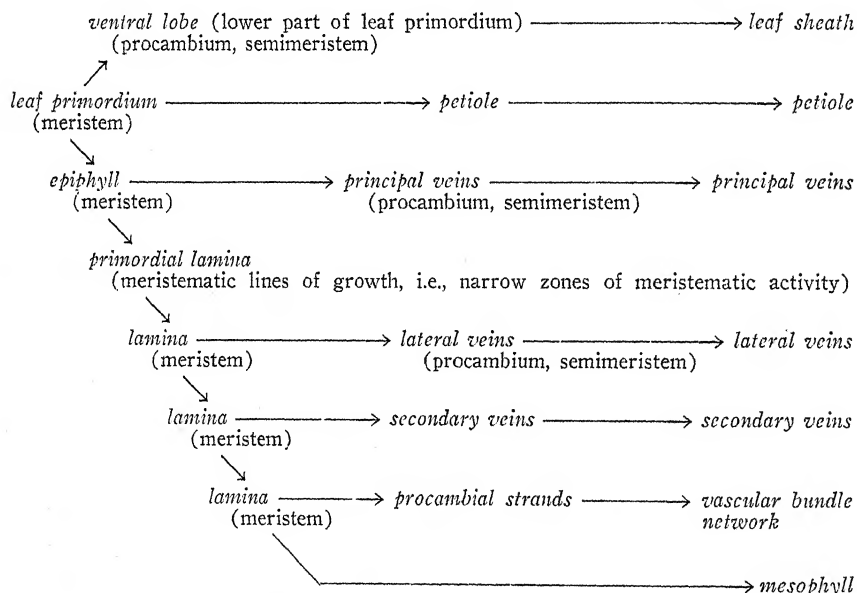 ventral lobe (lower part of leaf primordium) leaf sheath
(procambium, semimeristem)
leaf primordium petiole petiole
(meristem)
epiphyll principal veins principal veins
(meristem) (procambium, semimeristem)
primordial lamina
(meristematic lines of growth, i.e., narrow zones of meristematic activity)
lamina lateral veins lateral veins
(meristem) (procambium, semimeristem)
lamina secondary veins secondary veins
(meristem)
lamina procambial strands vascular bundle
(meristem) network
mesophyll